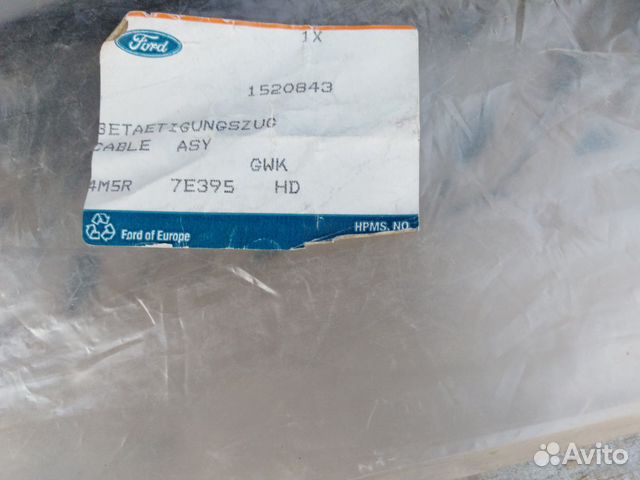 Ford
1X
1520843
BETAETIGUNGSZUG
CABLE ASY
GWK
4M5R 7E395 HD
Ford of Europe
HPMS. NO
Avito